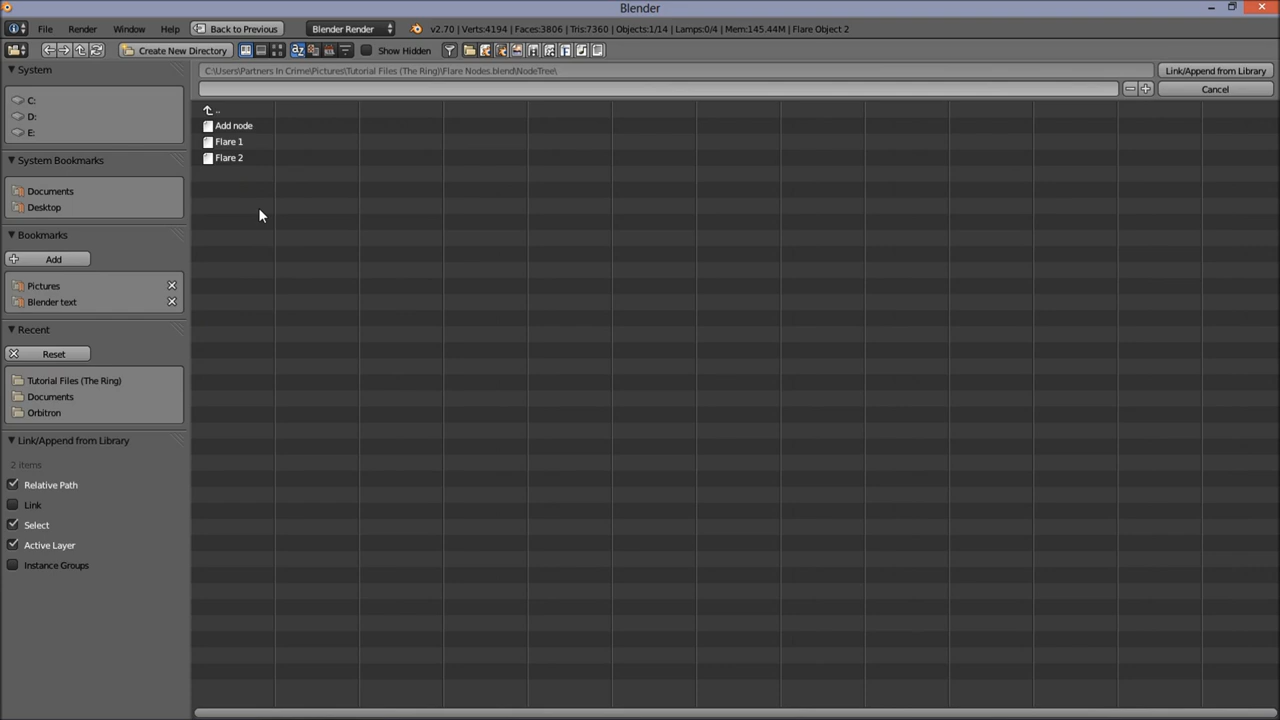 Blender
File Render Window Help Back to Previous Blender Render v2.70 | Verts:4194 | Faces:3806 | Tris:7360 | Objects:1/14 | Lamps:0/4 | Mem:145.44M | Flare Object 2
Create New Directory Show Hidden
System
C:\Users\Partners In Crime\Pictures\Tutorial Files (The Ring)\Flare Nodes.blend\NodeTree\ Link/Append from Library
Cancel
C:
D:
E:
..
Add node
Flare 1
Flare 2
System Bookmarks
Documents
Desktop
Bookmarks
Add
Pictures
Blender text
Recent
Reset
Tutorial Files (The Ring)
Documents
Orbitron
Link/Append from Library
2 items
Relative Path
Link
Select
Active Layer
Instance Groups